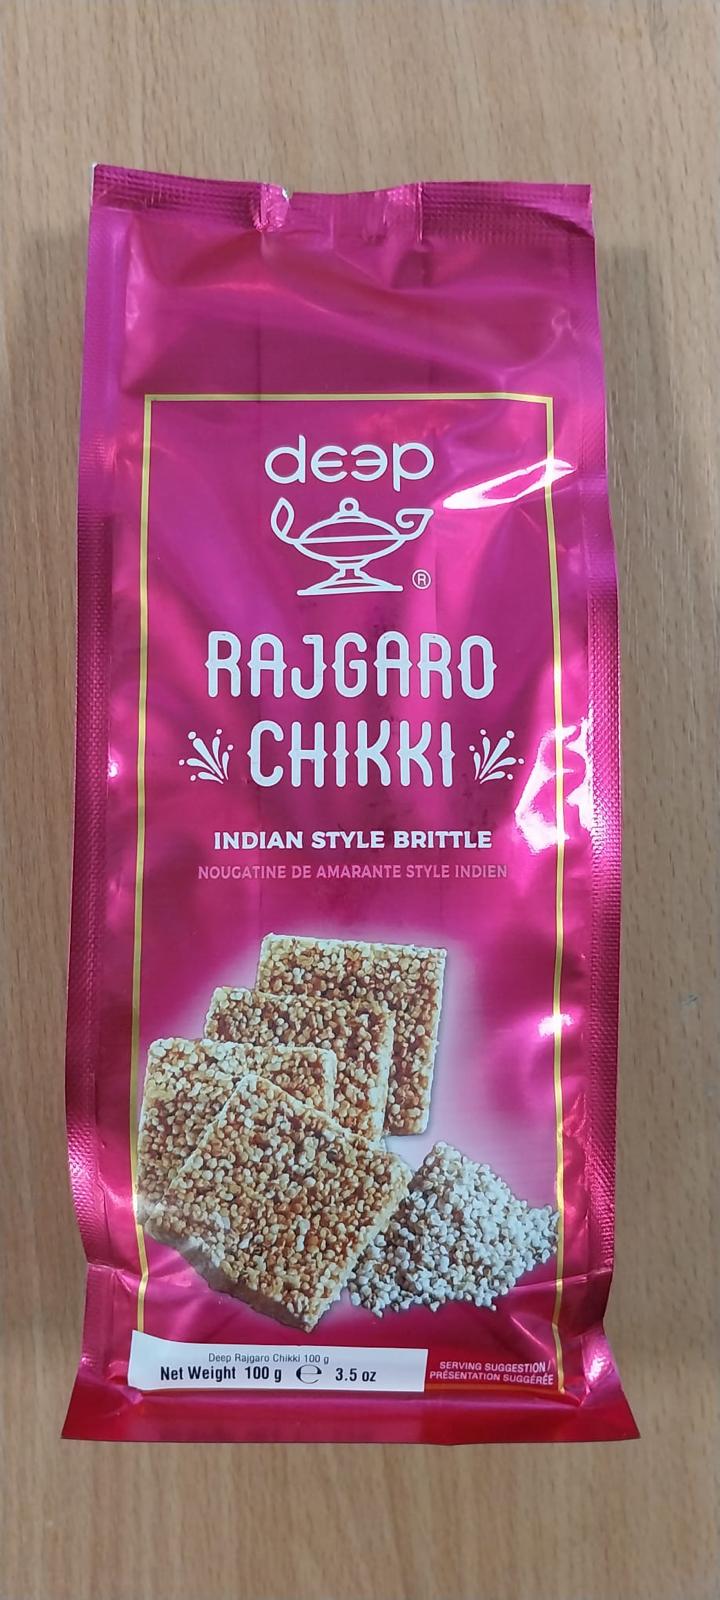 deep
®
RAJGARO
CHIKKI
INDIAN STYLE BRITTLE
NOUGATINE DE AMARANTE STYLE INDIEN
Deep Rajgaro Chikki 100 g
Net Weight 100 g ℮ 3.5 oz
SERVING SUGGESTION /
PRÉSENTATION SUGGÉRÉE